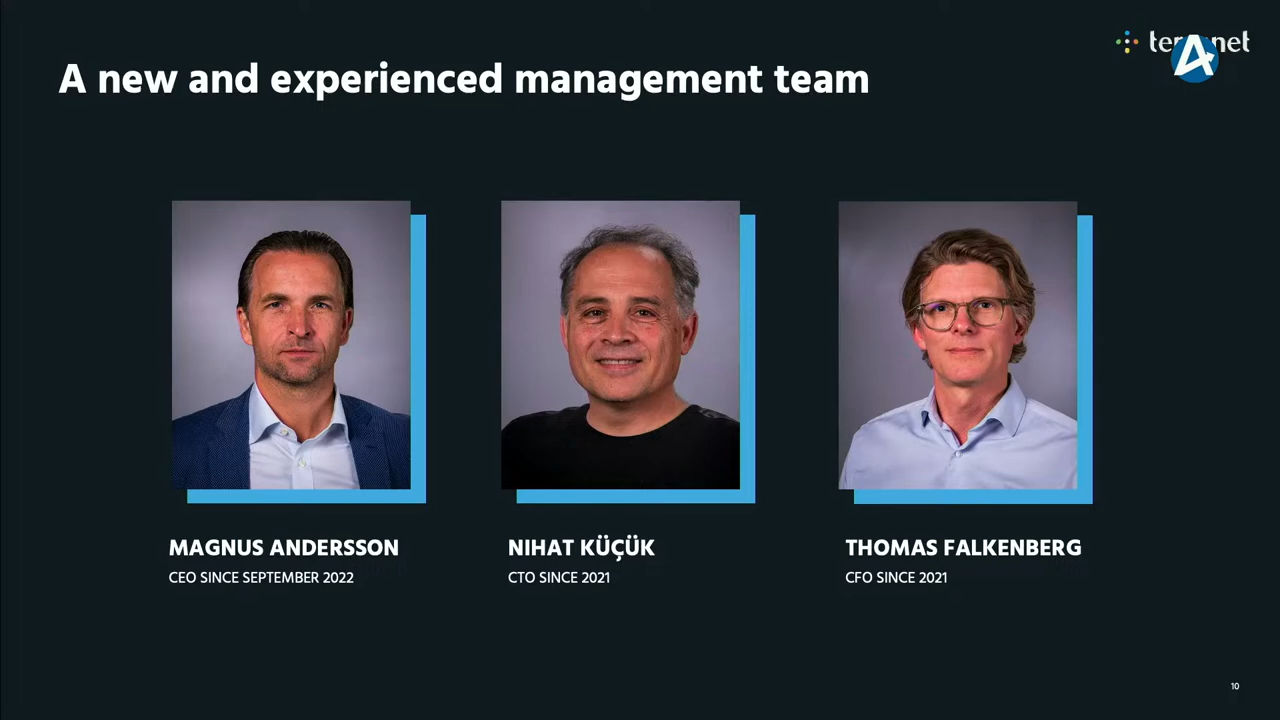 A new and experienced management team
MAGNUS ANDERSSON
CEO SINCE SEPTEMBER 2022
NIHAT KÜÇÜK
CTO SINCE 2021
THOMAS FALKENBERG
CFO SINCE 2021
10